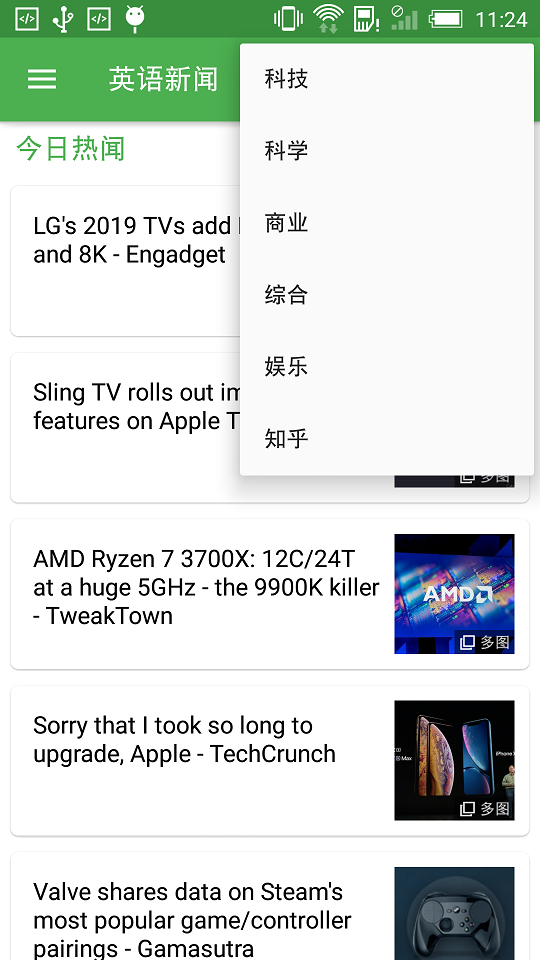 11:24
英语新闻
科技
科学
商业
综合
娱乐
知乎
今日热闻
LG's 2019 TVs add
and 8K - Engadget
Sling TV rolls out
features on Apple
多图
AMD Ryzen 7 3700X: 12C/24T
at a huge 5GHz - the 9900K killer
- TweakTown
AMD
多图
Sorry that I took so long to
upgrade, Apple - TechCrunch
多图
Valve shares data on Steam's
most popular game/controller
pairings - Gamasutra